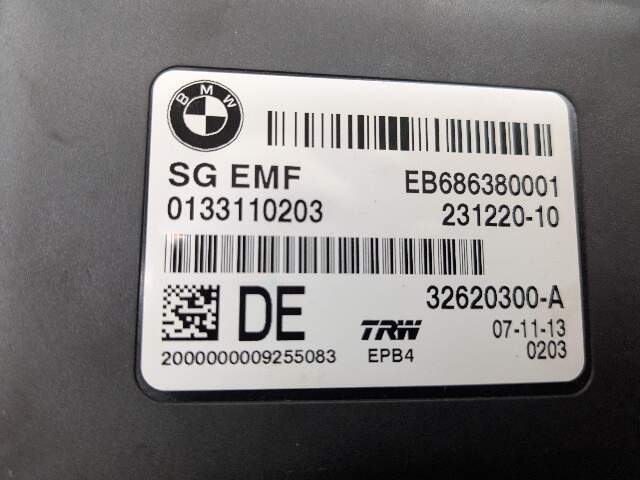 BMW
SG EMF EB686380001
0133110203 231220-10
DE 32620300-A
TRW 07-11-13
2000000009255083 EPB4 0203